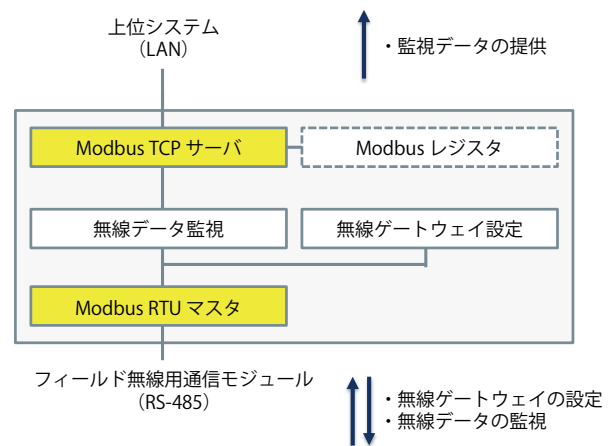 上位システム
（LAN）
・監視データの提供
Modbus TCP サーバ
Modbus レジスタ
無線データ監視
無線ゲートウェイ設定
Modbus RTU マスタ
フィールド無線用通信モジュール
（RS-485）
・無線ゲートウェイの設定
・無線データの監視